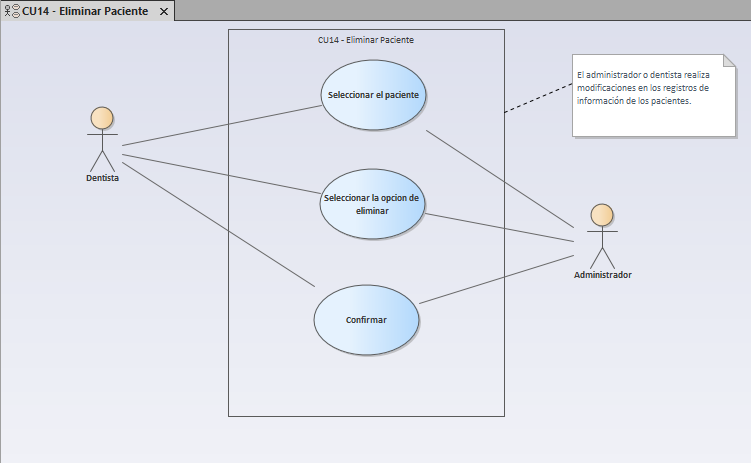 CU14 - Eliminar Paciente
CU14 - Eliminar Paciente
Seleccionar el paciente
El administrador o dentista realiza
modificaciones en los registros de
información de los pacientes.
Dentista
Seleccionar la opcion de
eliminar
Administrador
Confirmar